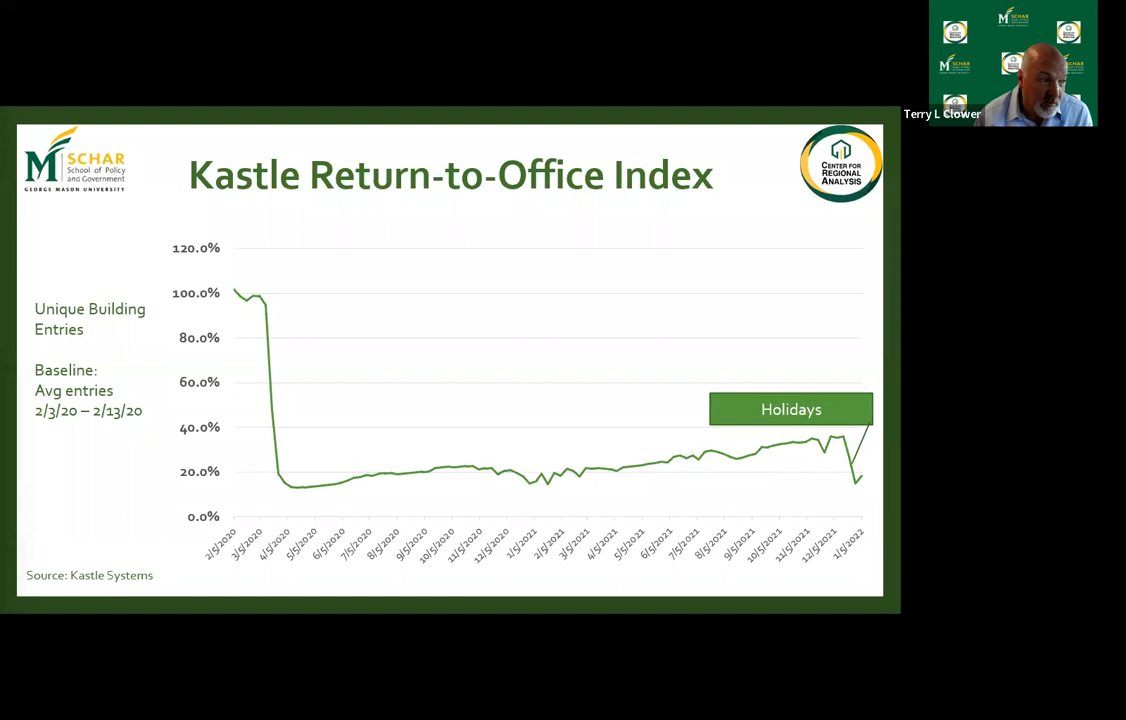 SCHAR
Terry L Clower
M SCHAR
School of Policy
and Government
GEORGE MASON UNIVERSITY
Kastle Return-to-Office Index
CENTER FOR
REGIONAL
ANALYSIS
Unique Building
Entries
Baseline:
Avg entries
2/3/20 – 2/13/20
120.0%
100.0%
80.0%
60.0%
40.0%
20.0%
0.0%
Holidays
2/5/2020
3/5/2020
4/5/2020
5/5/2020
6/5/2020
7/5/2020
8/5/2020
9/5/2020
10/5/2020
11/5/2020
12/5/2020
1/5/2021
2/5/2021
3/5/2021
4/5/2021
5/5/2021
6/5/2021
7/5/2021
8/5/2021
9/5/2021
10/5/2021
11/5/2021
12/5/2021
1/5/2022
Source: Kastle Systems